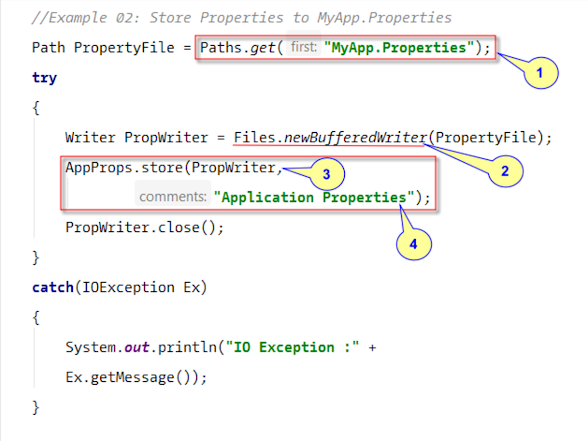 //Example 02: Store Properties to MyApp.Properties
Path PropertyFile = Paths.get( first: "MyApp.Properties");
1
try
{
Writer PropWriter = Files.newBufferedWriter(PropertyFile);
2
AppProps.store(PropWriter,
3
comments: "Application Properties");
4
PropWriter.close();
}
catch(IOException Ex)
{
System.out.println("IO Exception :" +
Ex.getMessage());
}